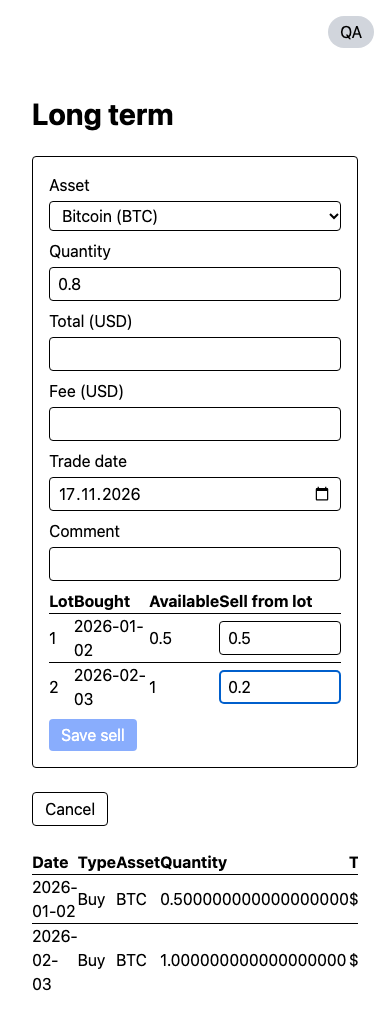 QA
Long term
Asset
Bitcoin (BTC)
Quantity
0.8
Total (USD)
Fee (USD)
Trade date
17.11.2026
Comment
Lot Bought Available Sell from lot
1 2026-01-02 0.5 0.5
2 2026-02-03 1 0.2
Save sell
Cancel
Date Type Asset Quantity T
2026-01-02 Buy BTC 0.500000000000000000 $
2026-02-03 Buy BTC 1.000000000000000000 $